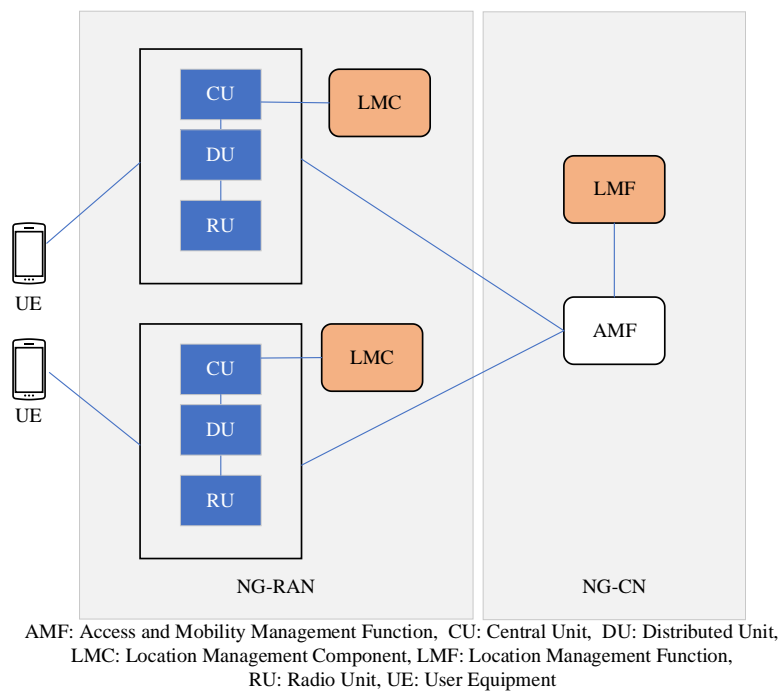 CU
LMC
DU
RU
UE
LMF
AMF
CU
LMC
DU
RU
UE
NG-RAN
NG-CN
AMF: Access and Mobility Management Function, CU: Central Unit, DU: Distributed Unit,
LMC: Location Management Component, LMF: Location Management Function,
RU: Radio Unit, UE: User Equipment